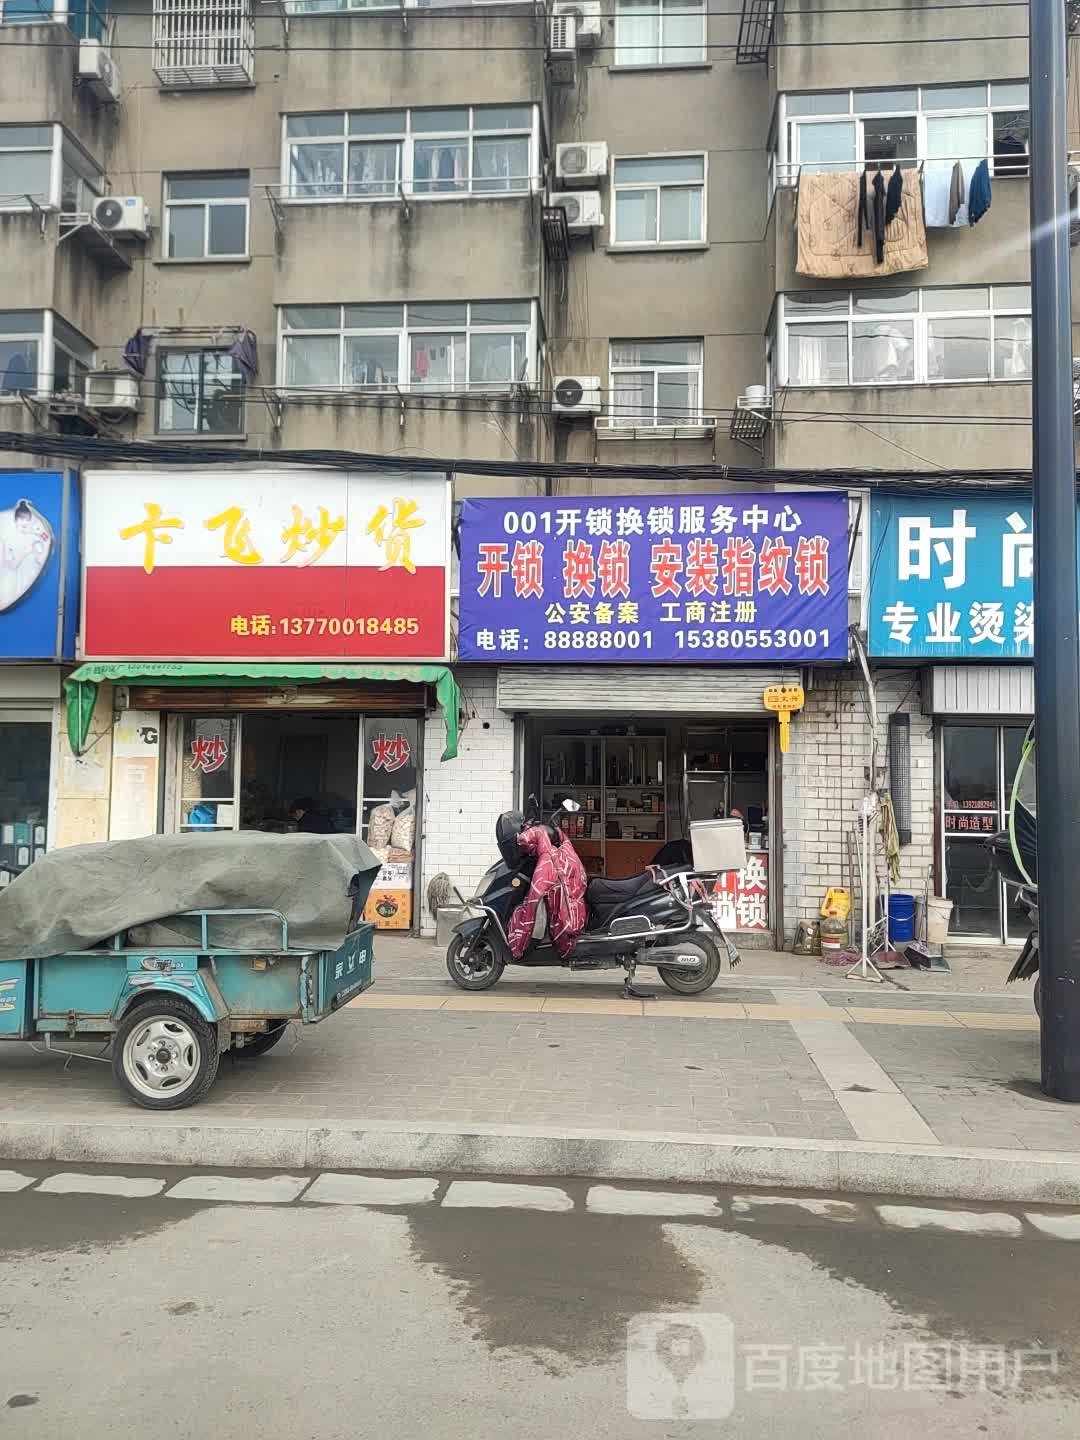 卞飞炒货
电话:13770018485
001开锁换锁服务中心
开锁 换锁 安装指纹锁
公安备案 工商注册
电话：88888001 15380553001
时尚
专业烫染
炒
炒
时尚造型
开换
锁锁
百度地图用户